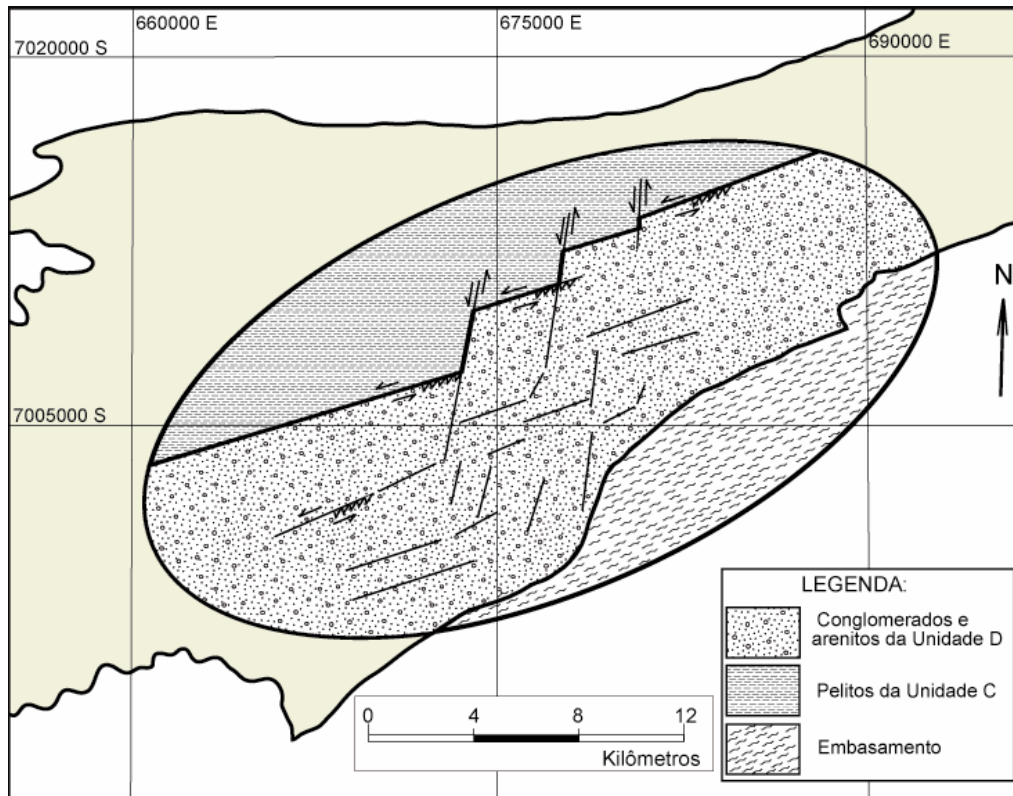 660000 E
675000 E
690000 E
7020000 S
N
7005000 S
LEGENDA:
Conglomerados e
arenitos da Unidade D
Pelitos da Unidade C
Embasamento
0 4 8 12
Kilômetros